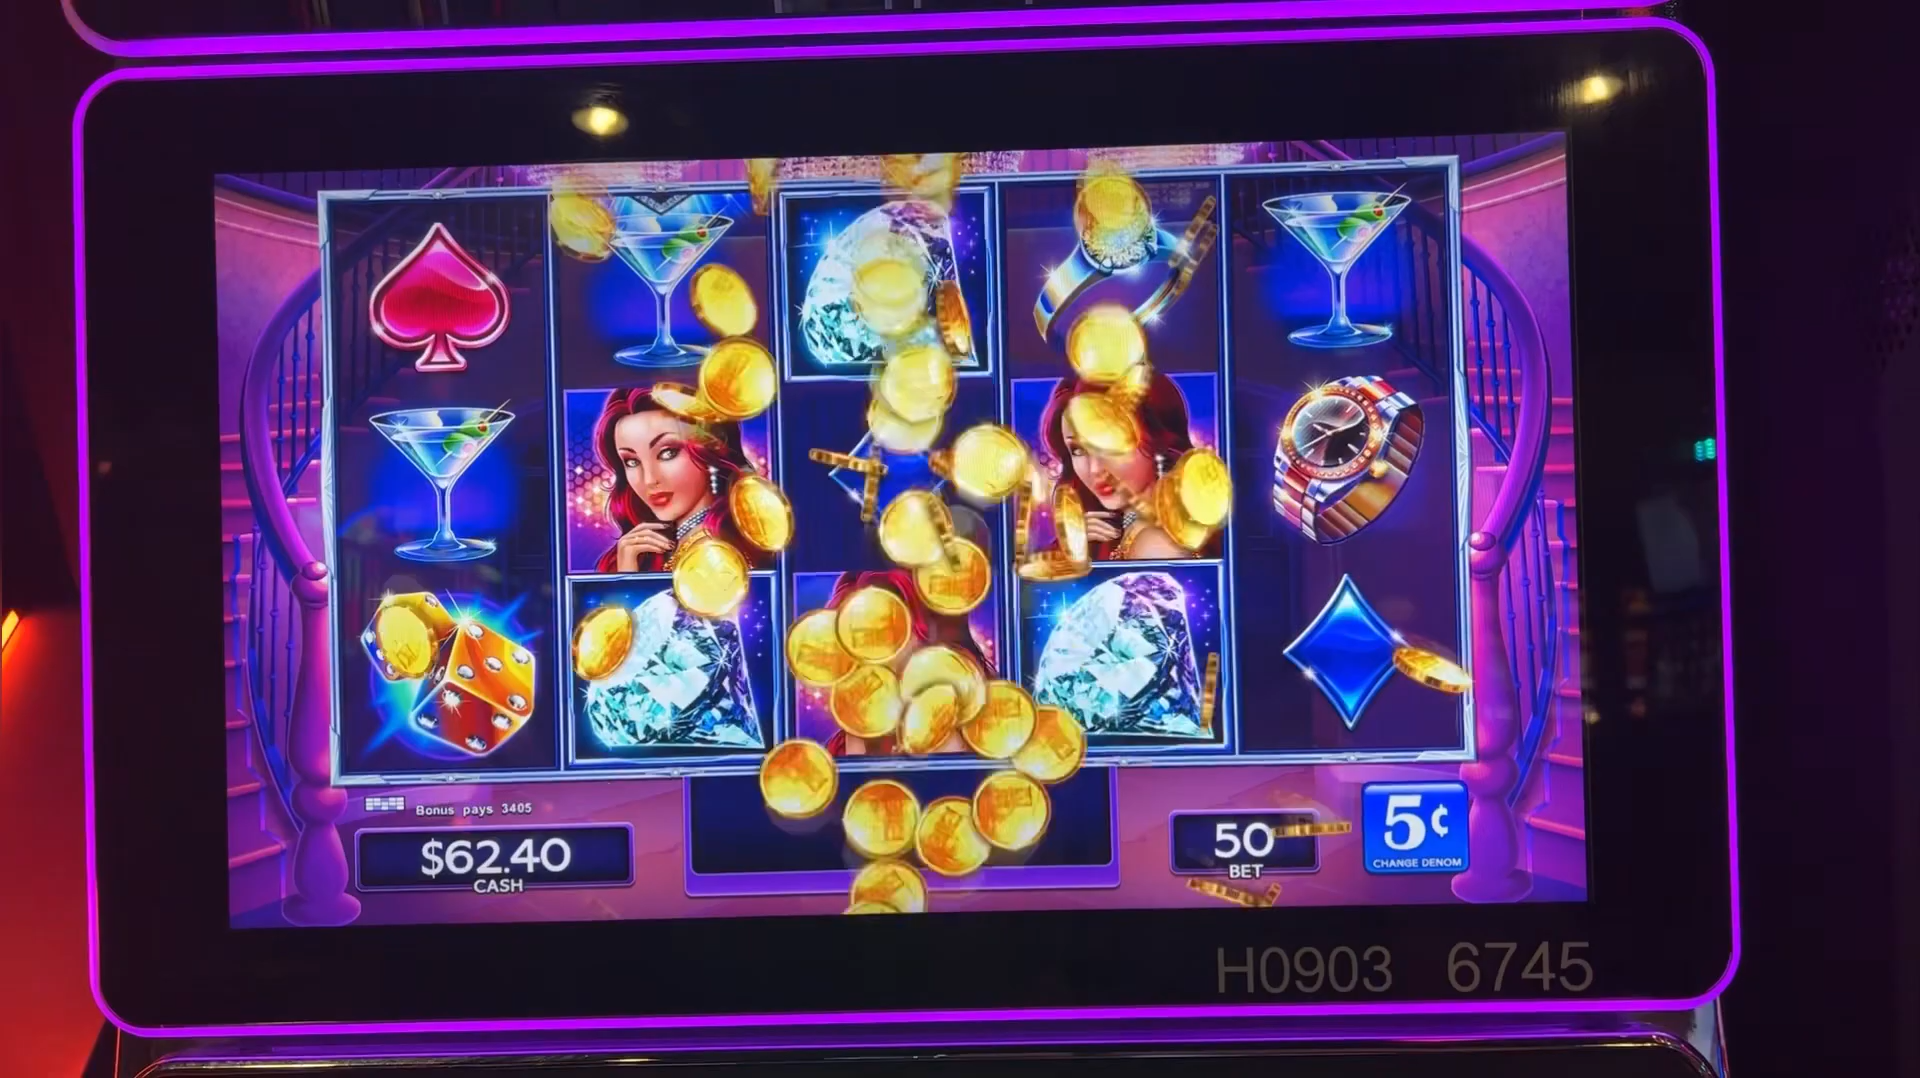 Bonus pays 3405
$62.40
CASH
50
BET
5¢
CHANGE DENOM
H0903 6745